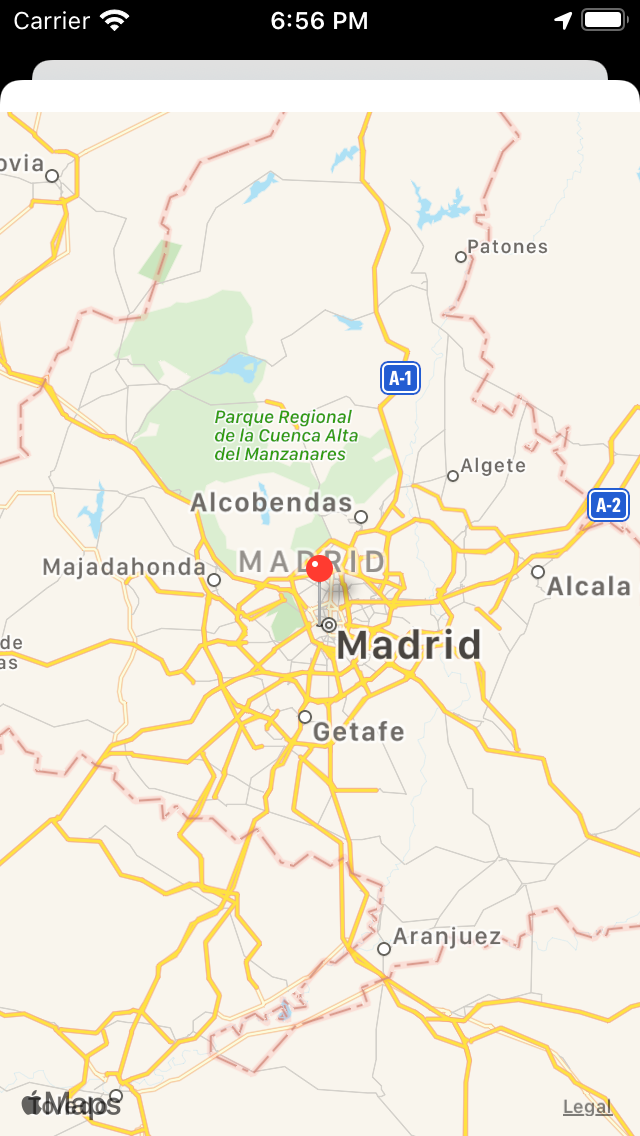 Carrier
6:56 PM
ovia
Patones
A-1
Parque Regional
de la Cuenca Alta
del Manzanares
Algete
A-2
Alcobendas
MADRID
Majadahonda
Alcala
Madrid
de
as
Getafe
Aranjuez
Toledo
Maps
Legal